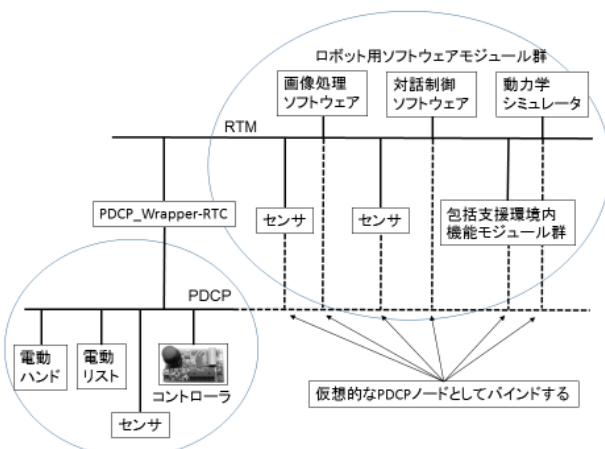 ロボット用ソフトウェアモジュール群
画像処理
ソフトウェア
対話制御
ソフトウェア
動力学
シミュレータ
RTM
PDCP_Wrapper-RTC
センサ
センサ
包括支援環境内
機能モジュール群
PDCP
電動
ハンド
電動
リスト
センサ
コントローラ
仮想的なPDCPノードとしてバインドする